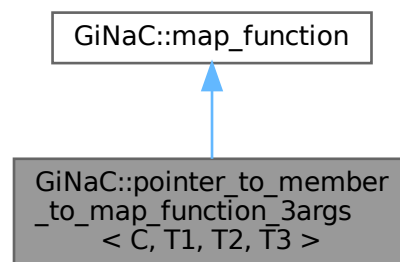 GiNaC::map_function
GiNaC::pointer_to_member
_to_map_function_3args
< C, T1, T2, T3 >